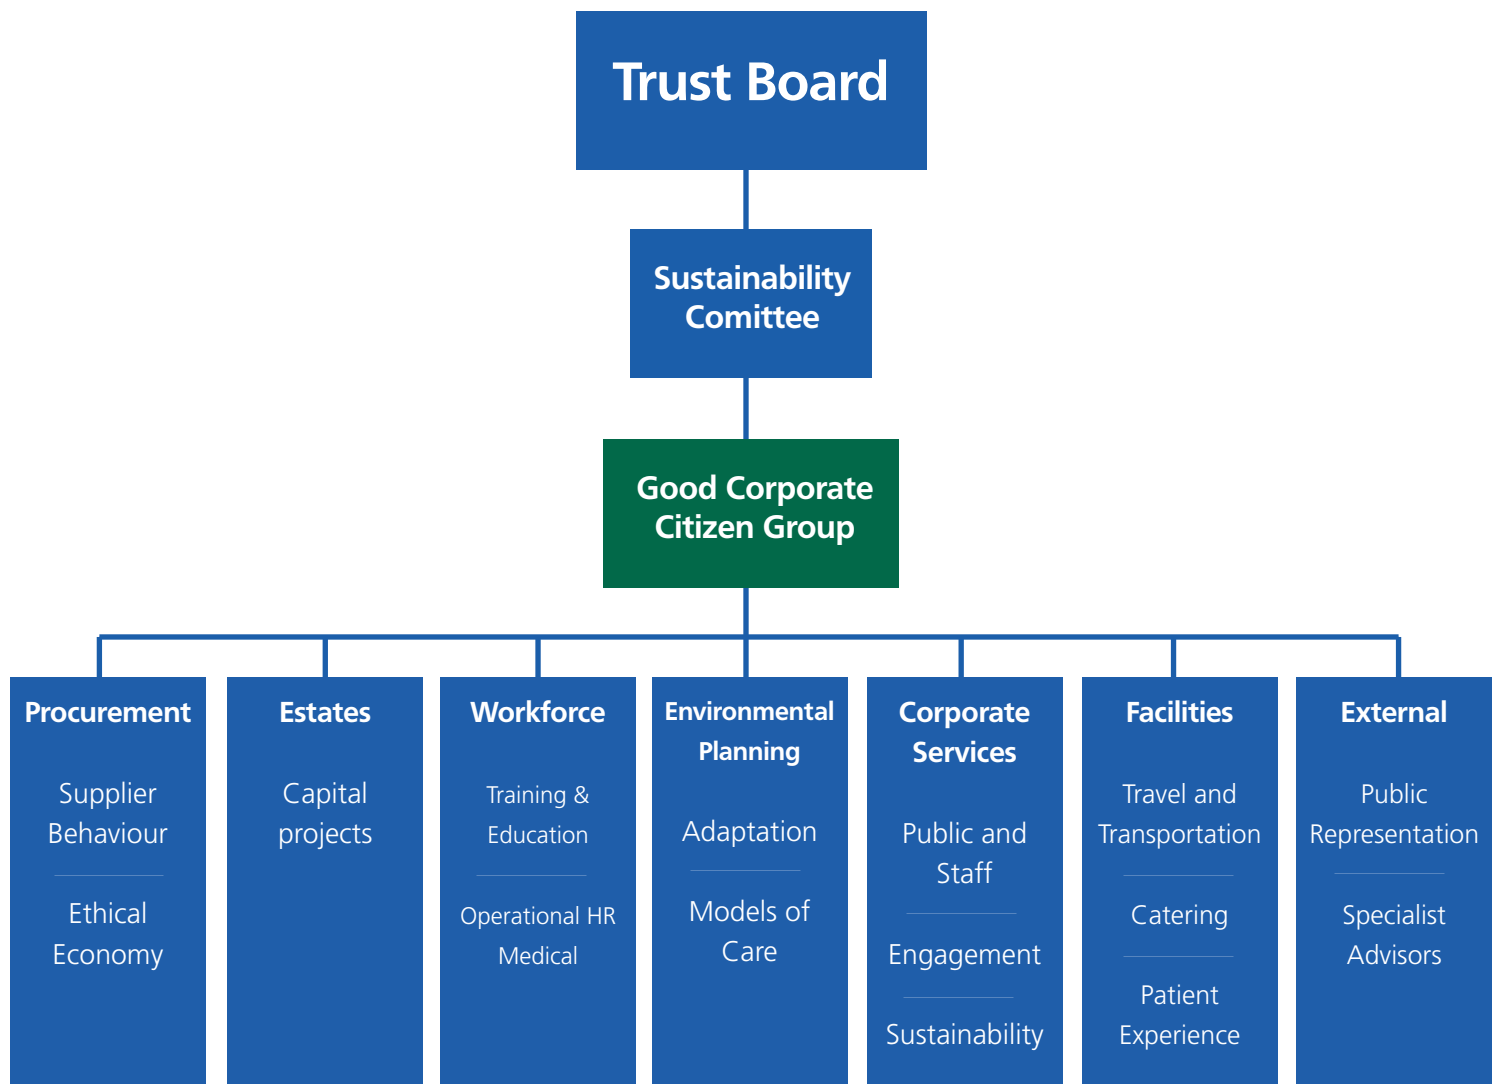 Trust Board
Sustainability
Comittee
Good Corporate
Citizen Group
Procurement
Supplier
Behaviour
Ethical
Economy
Estates
Capital
projects
Workforce
Training &
Education
Operational HR
Medical
Environmental
Planning
Adaptation
Models of
Care
Corporate
Services
Public and
Staff
Engagement
Sustainability
Facilities
Travel and
Transportation
Catering
Patient
Experience
External
Public
Representation
Specialist
Advisors